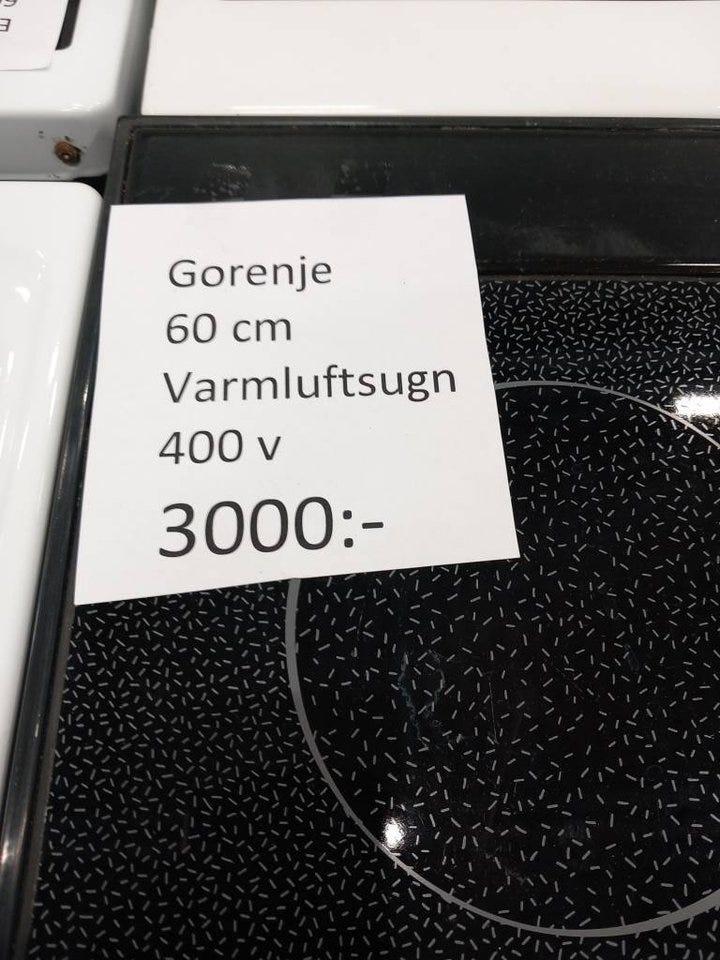 Gorenje
60 cm
Varmluftsugn
400 v
3000:-